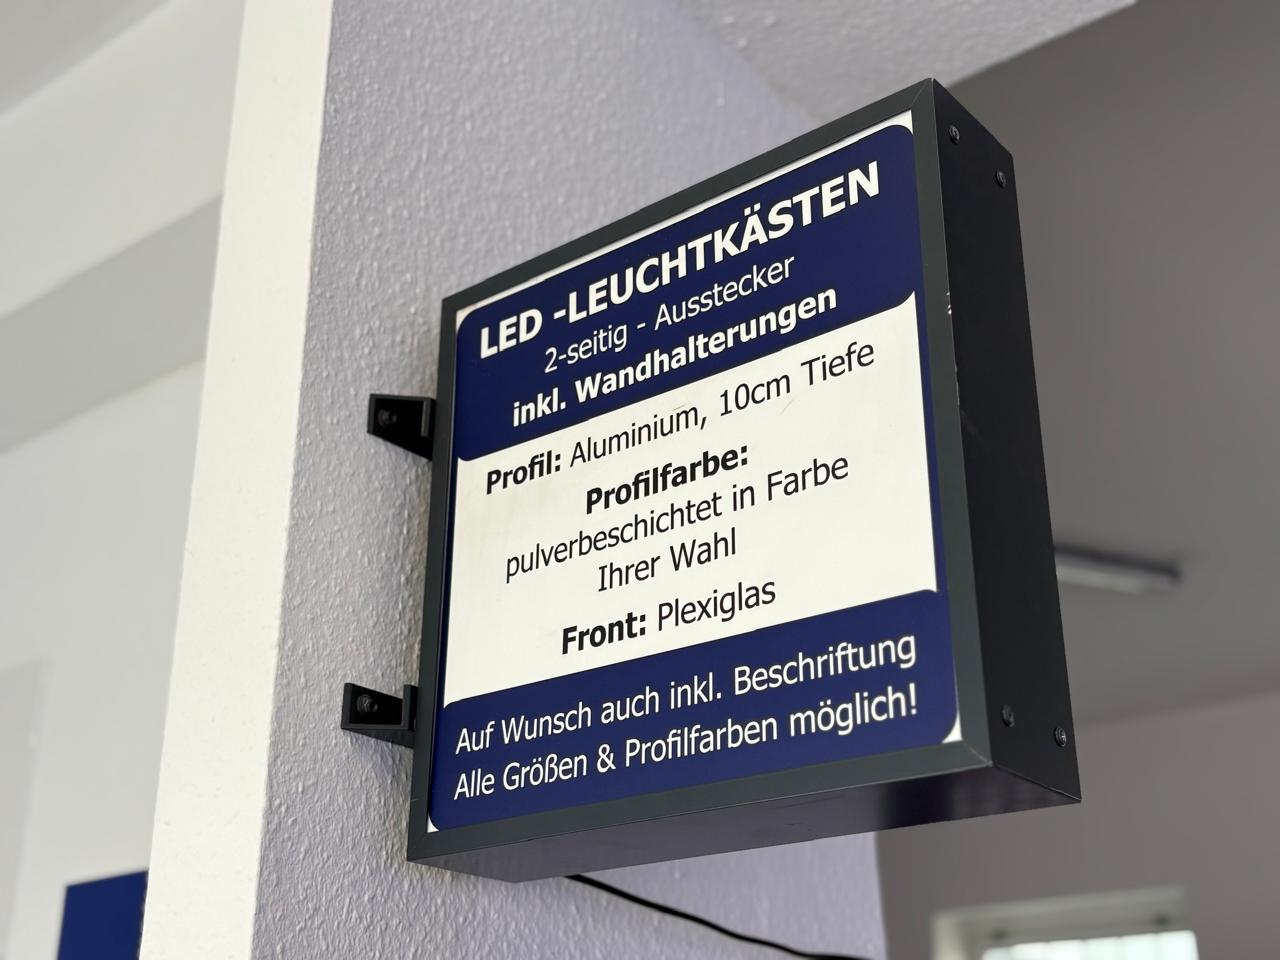 LED -LEUCHTKÄSTEN
2-seitig - Ausstecker
inkl. Wandhalterungen
Profil: Aluminium, 10cm Tiefe
Profilfarbe:
pulverbeschichtet in Farbe
Ihrer Wahl
Front: Plexiglas
Auf Wunsch auch inkl. Beschriftung
Alle Größen & Profilfarben möglich!